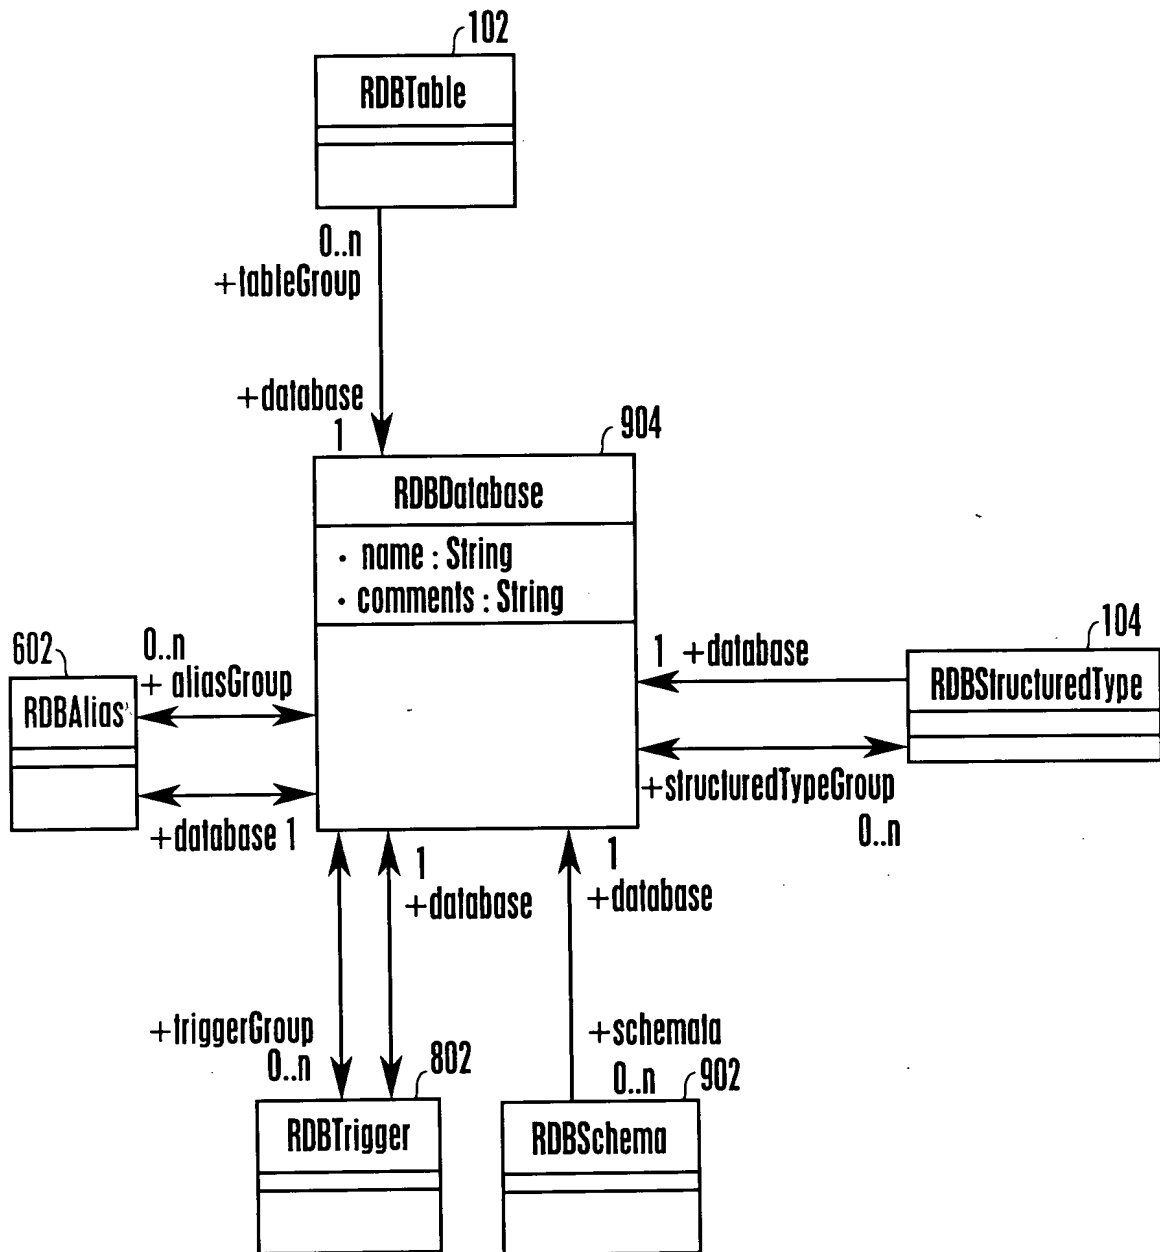 102
RDBTable
0..n
+tableGroup
+database
1
904
RDBDatabase
· name : String
· comments : String
602
0..n
+ aliasGroup
RDBAlias
+database 1
104
1 +database
RDBStructuredType
+structuredTypeGroup
0..n
1
+database
1
+database
+triggerGroup
0..n
802
+schemata
0..n
902
RDBTrigger
RDBSchema